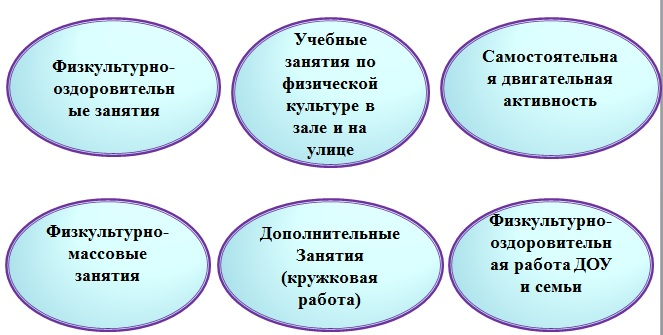 Физкультурно-
оздоровительн
ые занятия
Учебные
занятия по
физической
культуре в
зале и на
улице
Самостоятельна
я двигательная
активность
Физкультурно-
массовые
занятия
Дополнительные
Занятия
(кружковая
работа)
Физкультурно-
оздоровительн
ая работа ДОУ
и семьи